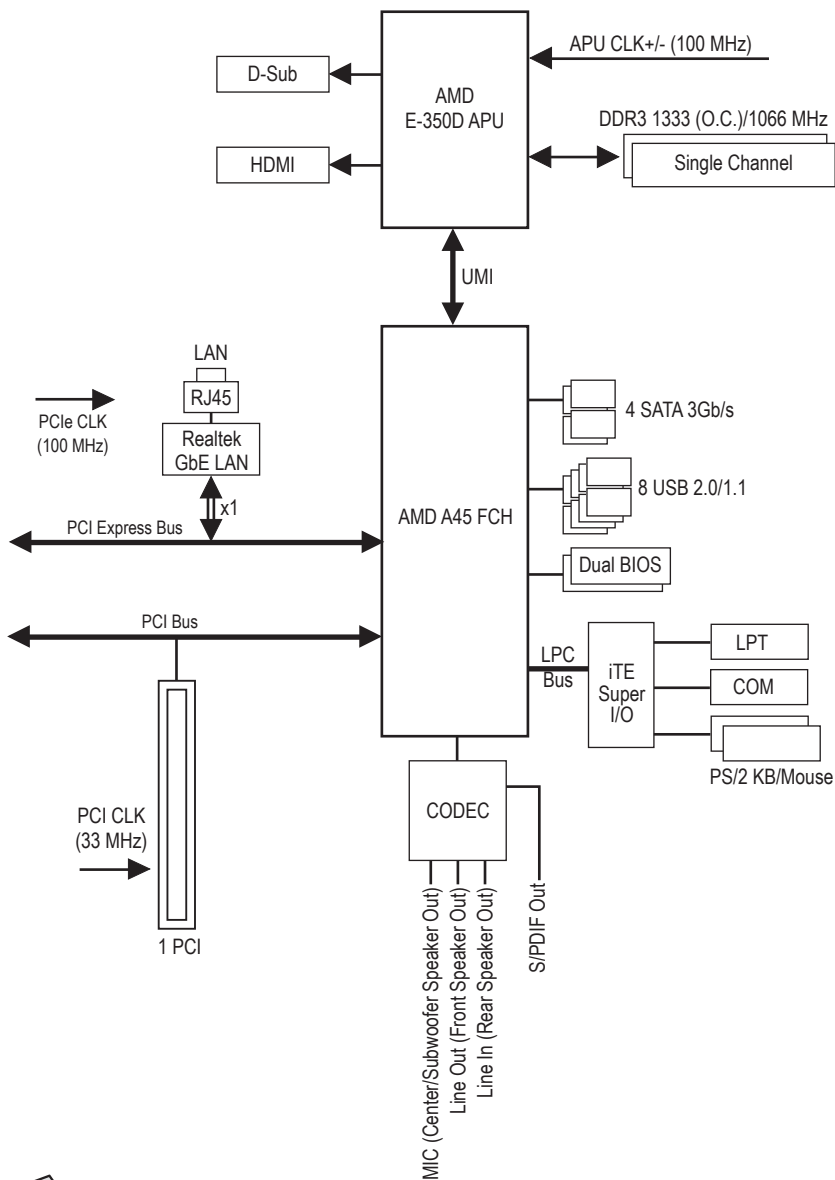 APU CLK+/- (100 MHz)
D-Sub
AMD
E-350D APU
DDR3 1333 (O.C.)/1066 MHz
HDMI
Single Channel
UMI
LAN
RJ45
PCIe CLK
(100 MHz)
Realtek
GbE LAN
x1
PCI Express Bus
4 SATA 3Gb/s
8 USB 2.0/1.1
AMD A45 FCH
Dual BIOS
PCI Bus
LPC
Bus
iTE
Super
I/O
LPT
COM
PS/2 KB/Mouse
CODEC
PCI CLK
(33 MHz)
1 PCI
MIC (Center/Subwoofer Speaker Out)
Line Out (Front Speaker Out)
Line In (Rear Speaker Out)
S/PDIF Out